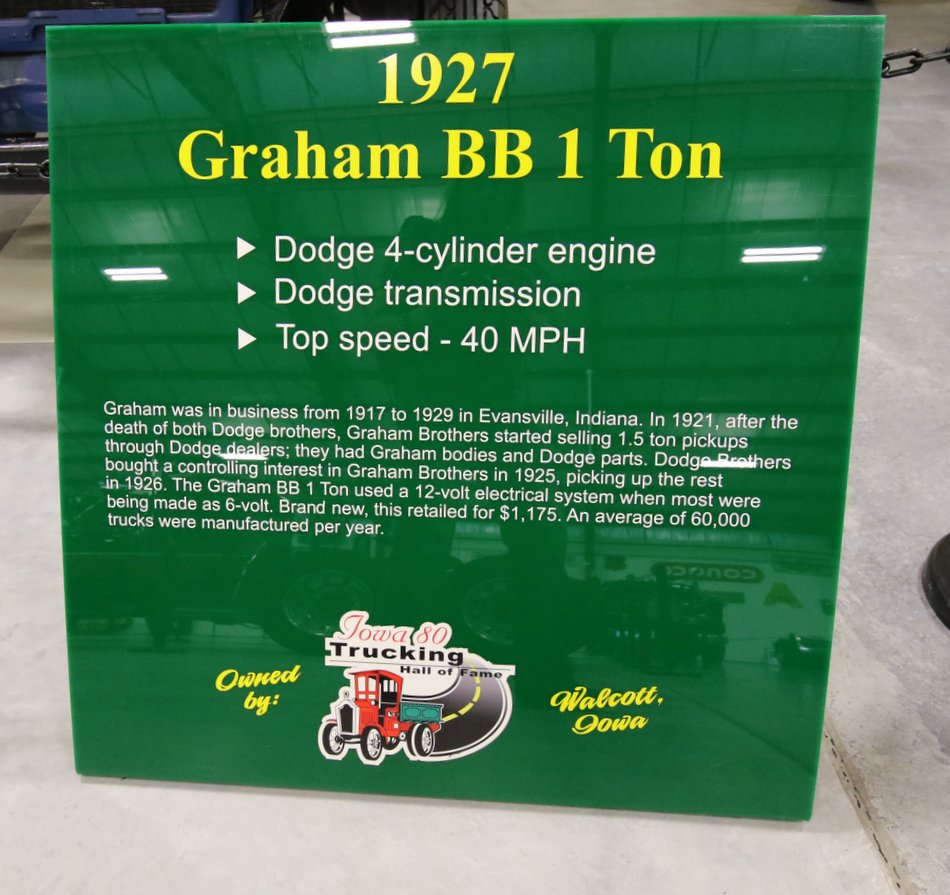 1927
Graham BB 1 Ton
Dodge 4-cylinder engine
Dodge transmission
Top speed - 40 MPH
Graham was in business from 1917 to 1929 in Evansville, Indiana. In 1921, after the
death of both Dodge brothers, Graham Brothers started selling 1.5 ton pickups
through Dodge dealers; they had Graham bodies and Dodge parts. Dodge Brothers
bought a controlling interest in Graham Brothers in 1925, picking up the rest
in 1926. The Graham BB 1 Ton used a 12-volt electrical system when most were
being made as 6-volt. Brand new, this retailed for $1,175. An average of 60,000
trucks were manufactured per year.
CONOCO
Iowa 80
Trucking
Hall of Fame
Owned
by:
Walcott,
Iowa